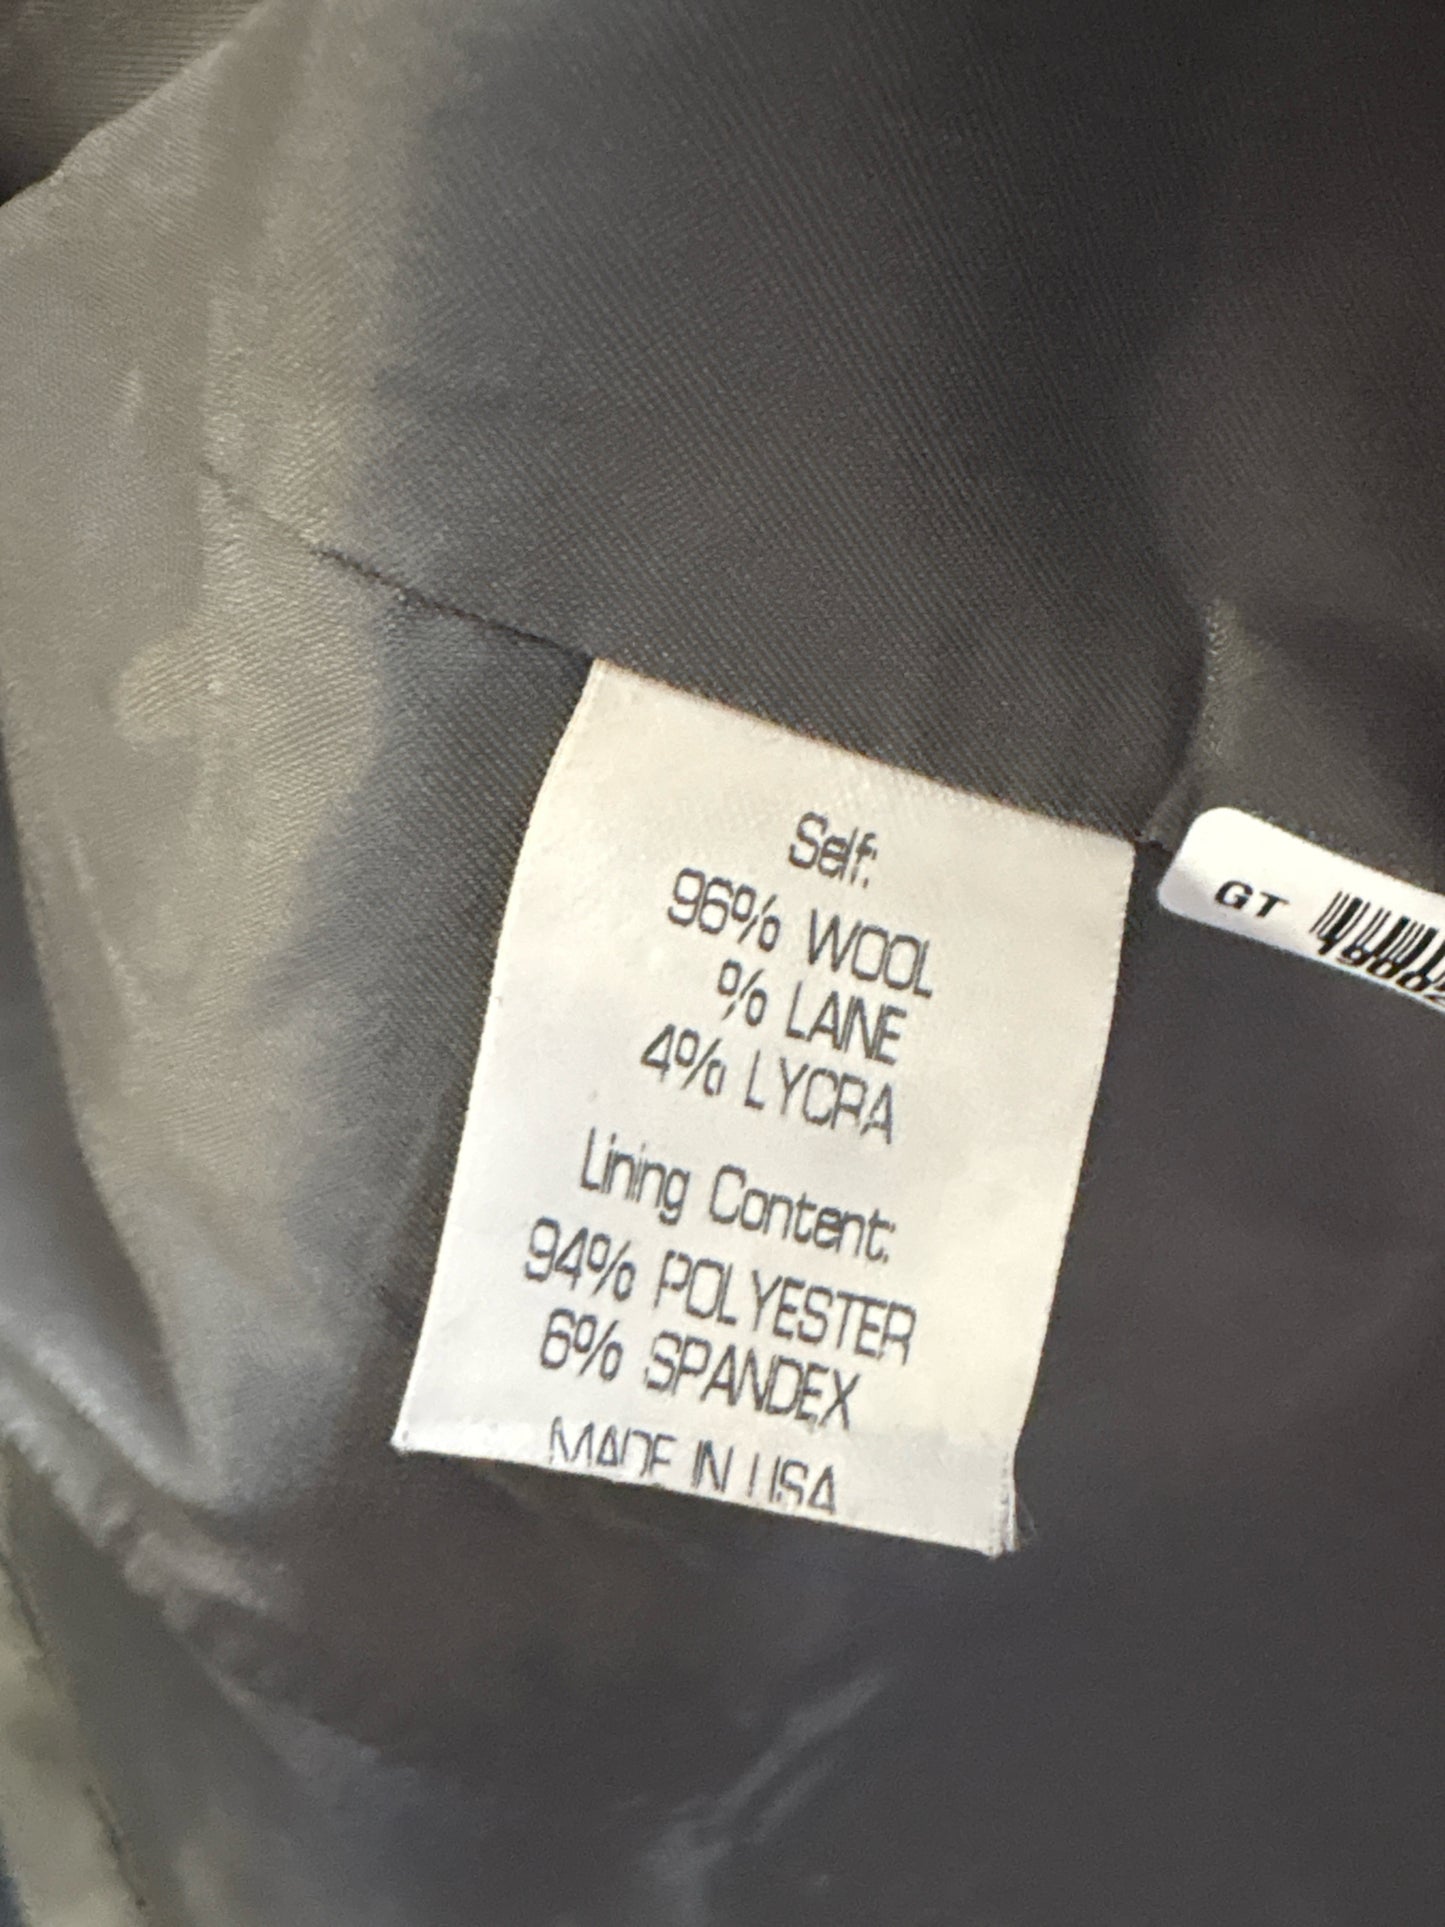 Self:
96% WOOL
% LAINE
4% LYCRA
Lining Content:
94% POLYESTER
6% SPANDEX
MADE IN USA
GT